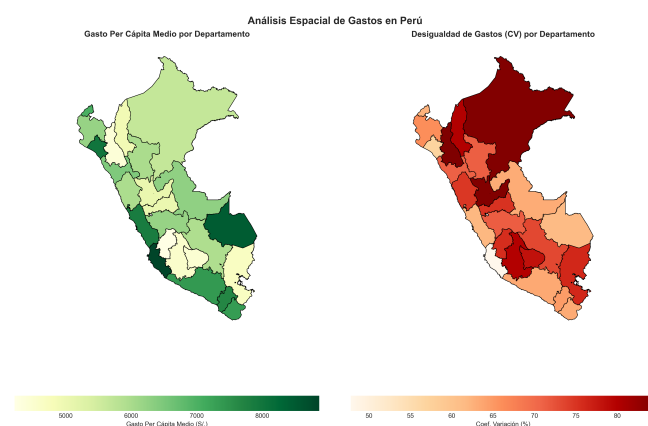 Análisis Espacial de Gastos en Perú
Gasto Per Cápita Medio por Departamento
Desigualdad de Gastos (CV) por Departamento
5000 6000 7000 8000
Gasto Per Cápita Medio (S/.)
50 55 60 65 70 75 80
Coef. Variación (%)